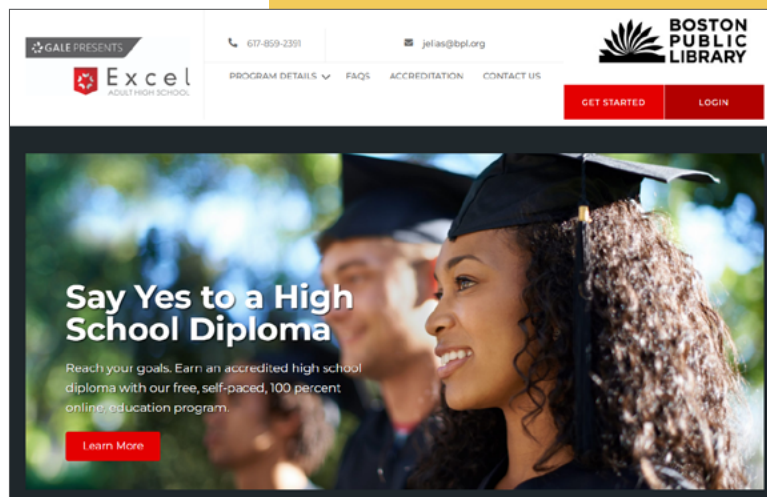 GALE PRESENTS
Excel
ADULT HIGH SCHOOL
617-859-2391
jelias@bpl.org
BOSTON
PUBLIC
LIBRARY
PROGRAM DETAILS FAQS ACCREDITATION CONTACT US
GET STARTED LOGIN
Say Yes to a High
School Diploma
Reach your goals. Earn an accredited high school
diploma with our free, self-paced, 100 percent
online, education program.
Learn More